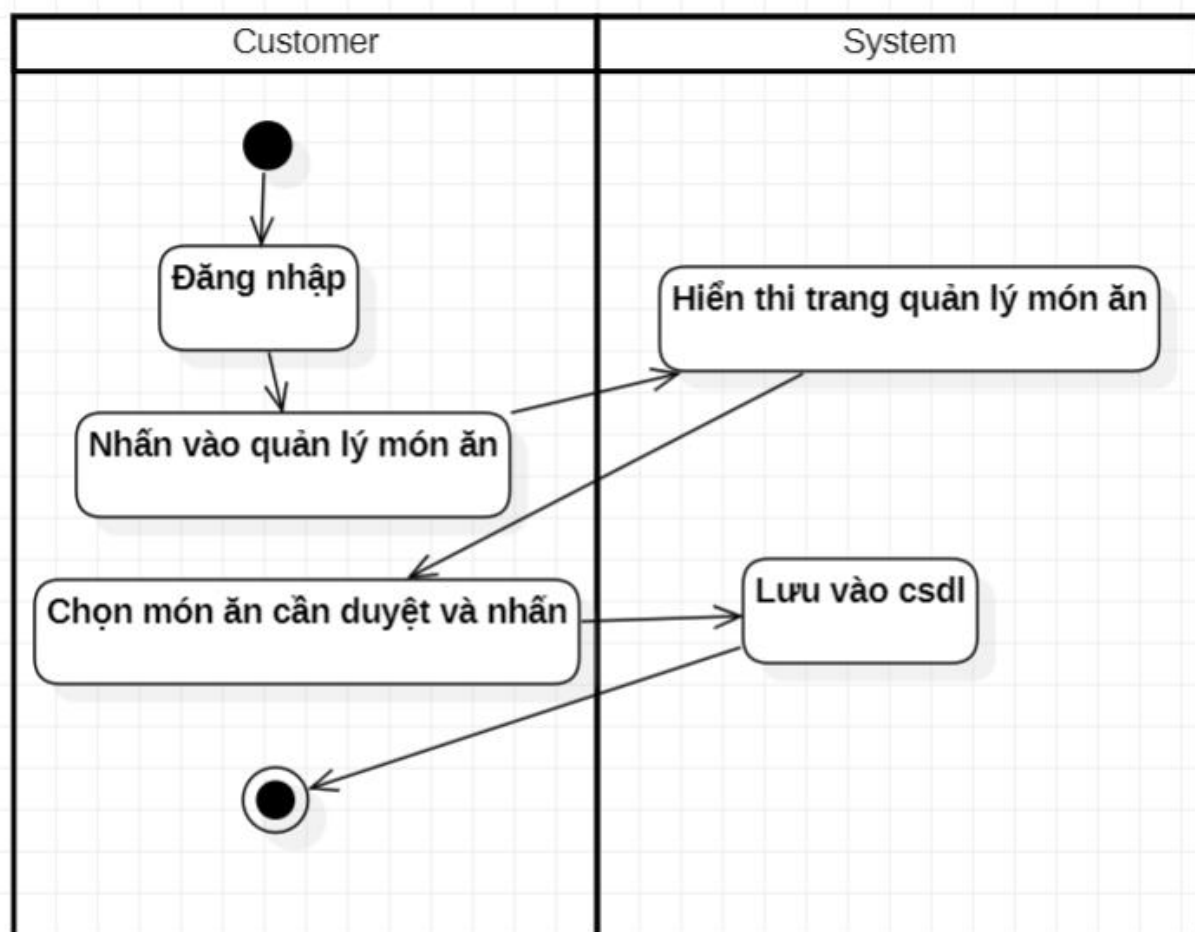 Customer
System
Đăng nhập
Hiển thi trang quản lý món ăn
Nhấn vào quản lý món ăn
Chọn món ăn cần duyệt và nhấn
Lưu vào csdl